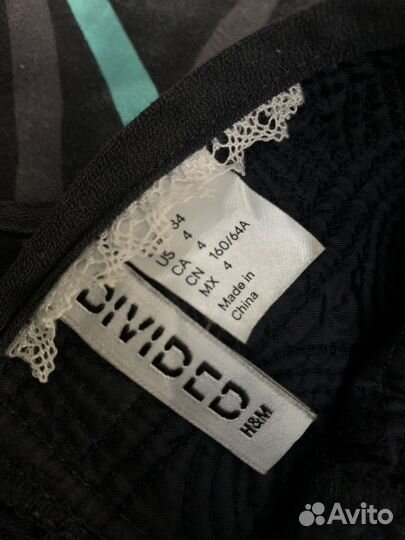 34
US 4
CA 4
CN 160/64A
MX 4
Made in
China
DIVIDED
H&M
Avito